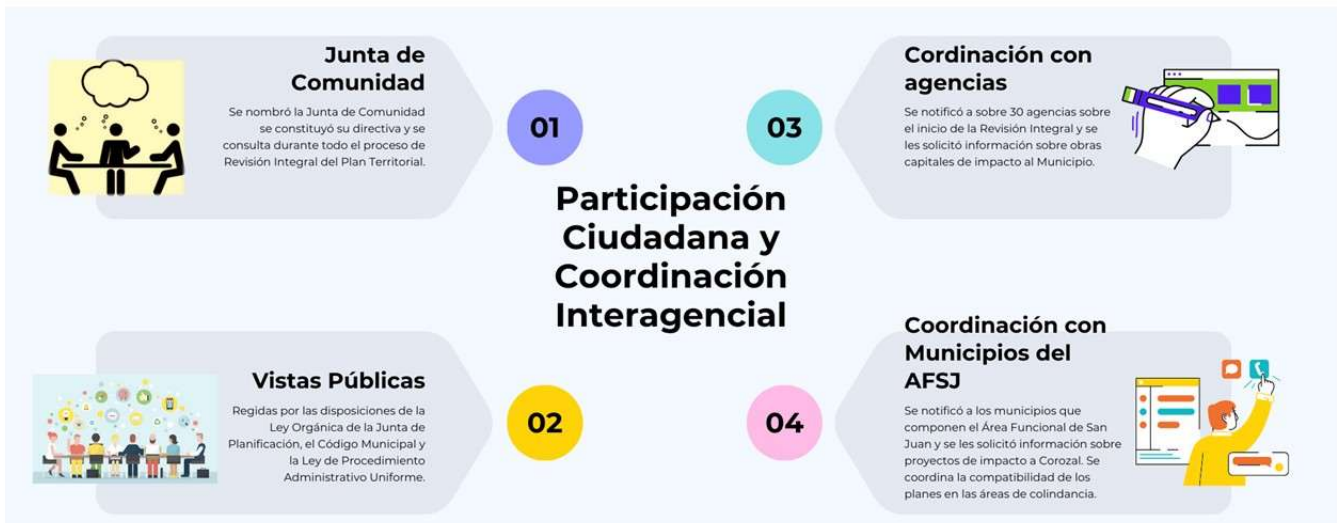 Junta de
Comunidad
Se nombró la Junta de Comunidad
se constituyó su directiva y se
consulta durante todo el proceso de
Revisión Integral del Plan Territorial.
01
Vistas Públicas
Regidas por las disposiciones de la
Ley Orgánica de la Junta de
Planificación, el Código Municipal y
la Ley de Procedimiento
Administrativo Uniforme.
02
Participación
Ciudadana y
Coordinación
Interagencial
03
Cordinación con
agencias
Se notificó a sobre 30 agencias sobre
el inicio de la Revisión Integral y se
les solicitó información sobre obras
capitales de impacto al Municipio.
04
Coordinación con
Municipios del
AFSJ
Se notificó a los municipios que
componen el Área Funcional de San
Juan y se les solicitó información sobre
proyectos de impacto a Corozal. Se
coordina la compatibilidad de los
planes en las áreas de colindancia.